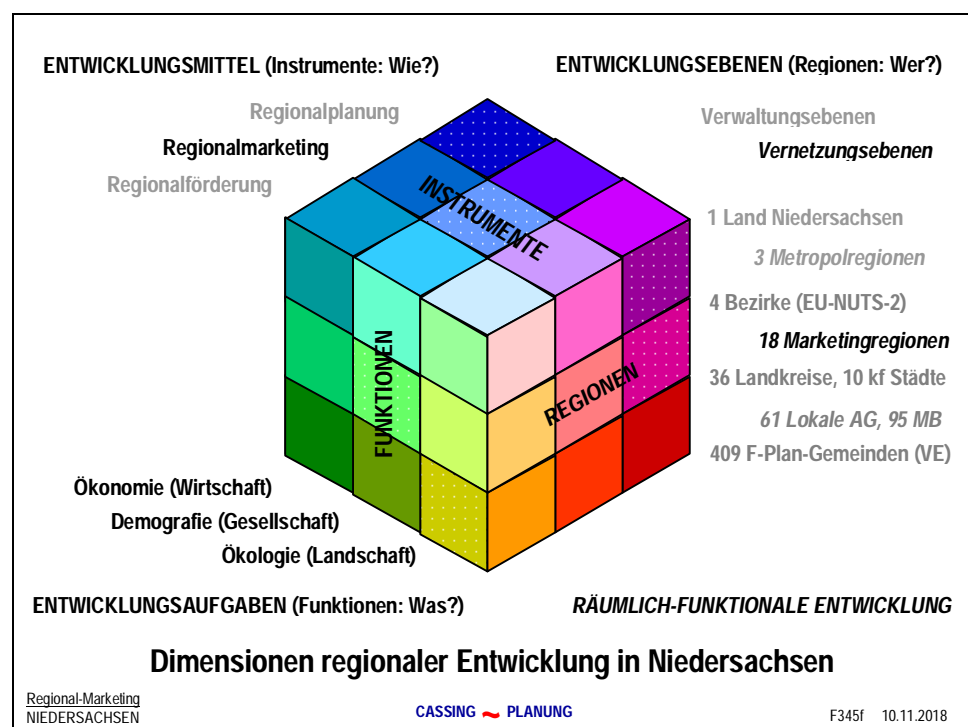 ENTWICKLUNGSMITTEL (Instrumente: Wie?)
ENTWICKLUNGSEBENEN (Regionen: Wer?)
Regionalplanung
Regionalmarketing
Regionalförderung
Verwaltungsebenen
Vernetzungsebenen
INSTRUMENTE
FUNKTIONEN
REGIONEN
1 Land Niedersachsen
3 Metropolregionen
4 Bezirke (EU-NUTS-2)
18 Marketingregionen
36 Landkreise, 10 kf Städte
61 Lokale AG, 95 MB
409 F-Plan-Gemeinden (VE)
Ökonomie (Wirtschaft)
Demografie (Gesellschaft)
Ökologie (Landschaft)
ENTWICKLUNGSAUFGABEN (Funktionen: Was?)
RÄUMLICH-FUNKTIONALE ENTWICKLUNG
Dimensionen regionaler Entwicklung in Niedersachsen
Regional-Marketing
NIEDERSACHSEN
CASSING ~ PLANUNG
F345f 10.11.2018